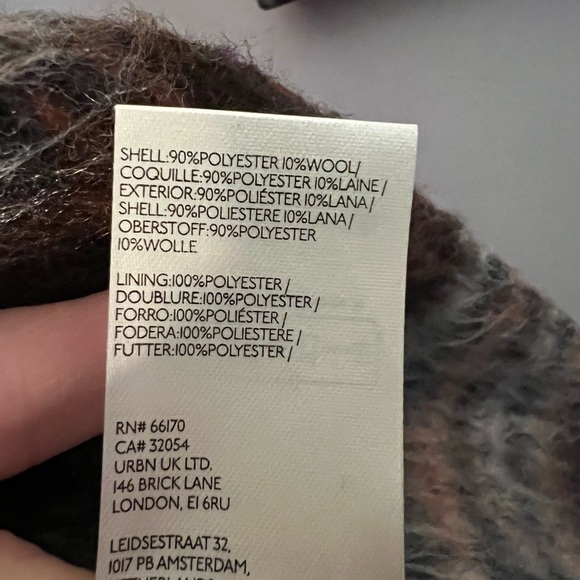 SHELL:90%POLYESTER 10%WOOL/
COQUILLE:90%POLYESTER 10%LAINE/
EXTERIOR:90%POLIÉSTER 10%LANA/
SHELL:90%POLIESTERE 10%LANA/
OBERSTOFF:90%POLYESTER
10%WOLLE
LINING:100%POLYESTER/
DOUBLURE:100%POLYESTER/
FORRO:100%POLIÉSTER/
FODERA:100%POLIESTERE/
FUTTER:100%POLYESTER/
RN# 66170
CA# 32054
URBN UK LTD.
146 BRICK LANE
LONDON, E1 6RU
LEIDSESTRAAT 32,
1017 PB AMSTERDAM,